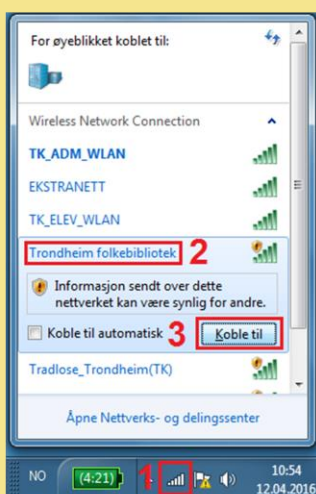 For øyeblikket koblet til:
Wireless Network Connection
TK_ADM_WLAN
EKSTRANETT
TK_ELEV_WLAN
Trondheim folkebibliotek 2
Informasjon sendt over dette
nettverket kan være synlig for andre.
Koble til automatisk 3 Koble til
Tradlose_Trondheim(TK)
Åpne Nettverks- og delingssenter
NO (4:21) 1 10:54
12.04.2016